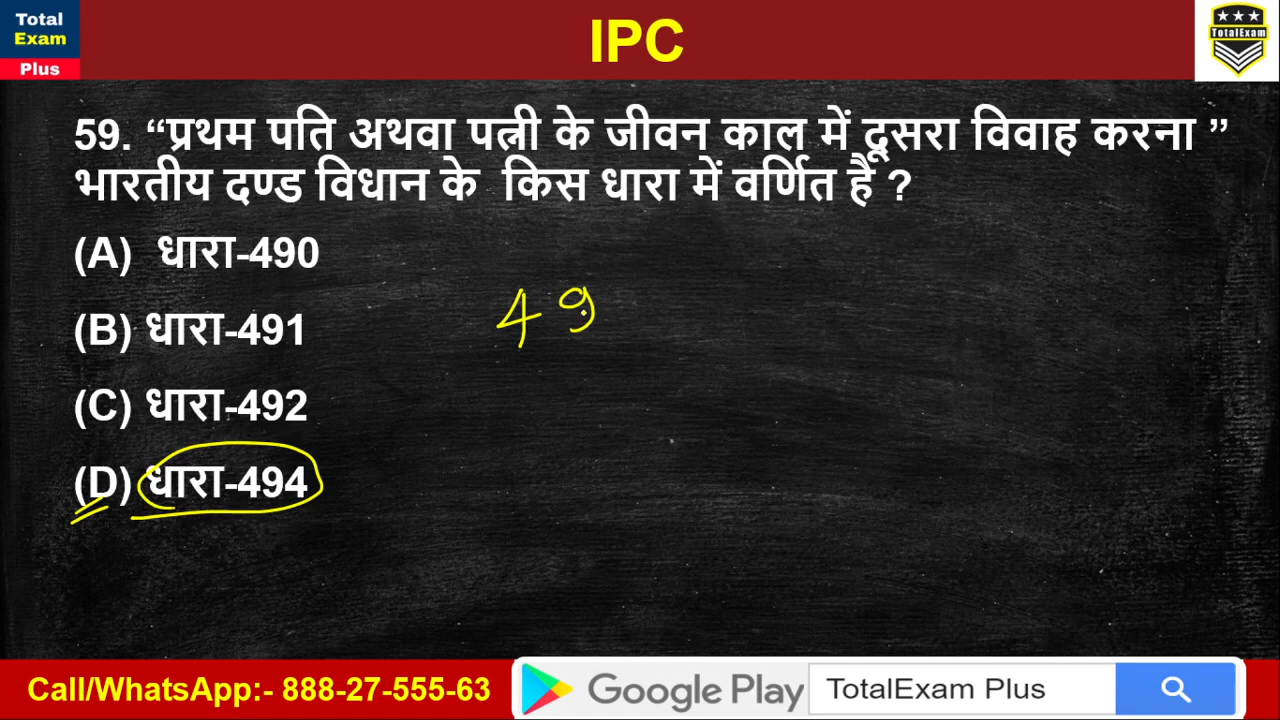 Total
Exam
Plus
IPC
★★★
TotalExam
59. “प्रथम पति अथवा पत्नी के जीवन काल में दूसरा विवाह करना ”
भारतीय दण्ड विधान के किस धारा में वर्णित हैं ?
(A) धारा-490
(B) धारा-491
49
(C) धारा-492
(D) धारा-494
Call/WhatsApp:- 888-27-555-63
Google Play
TotalExam Plus